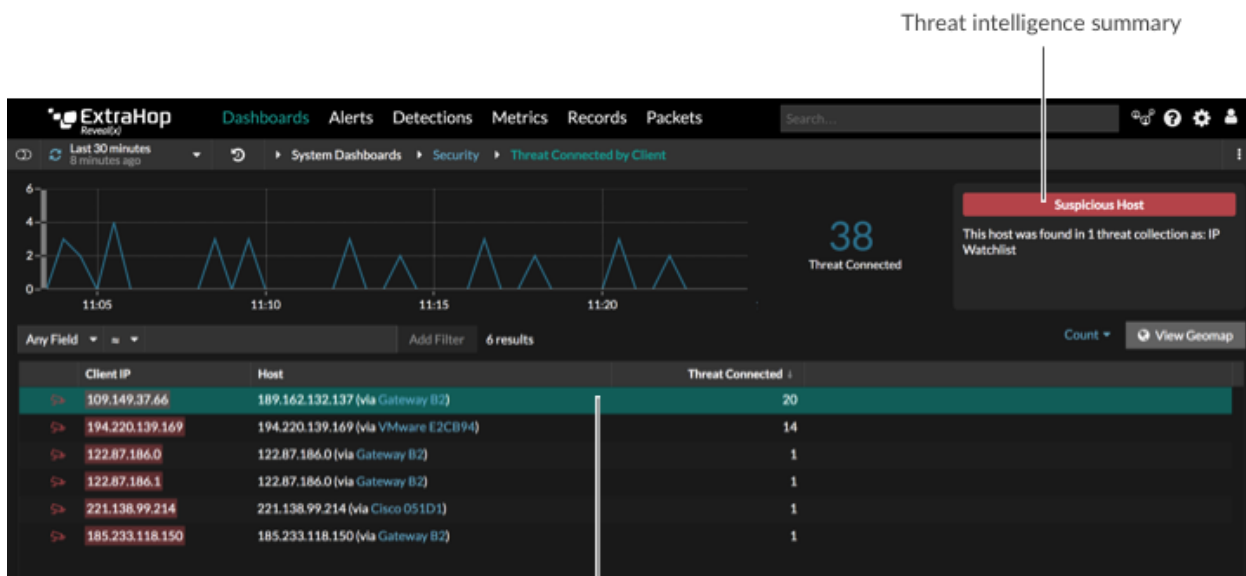 Threat intelligence summary
ExtraHop Dashboards Alerts Detections Metrics Records Packets Search...
Reveal(x)
Last 30 minutes
8 minutes ago
System Dashboards Security Threat Connected by Client
6
4
2
0
11:05 11:10 11:15 11:20
38
Threat Connected
Suspicious Host
This host was found in 1 threat collection as: IP
Watchlist
Any Field ≈ Add Filter 6 results Count View Geomap
Client IP Host Threat Connected ↓
109.149.37.66 189.162.132.137 (via Gateway B2) 20
194.220.139.169 194.220.139.169 (via VMware E2CB94) 14
122.87.186.0 122.87.186.0 (via Gateway B2) 1
122.87.186.1 122.87.186.0 (via Gateway B2) 1
221.138.99.214 221.138.99.214 (via Cisco 051D1) 1
185.233.118.150 185.233.118.150 (via Gateway B2) 1